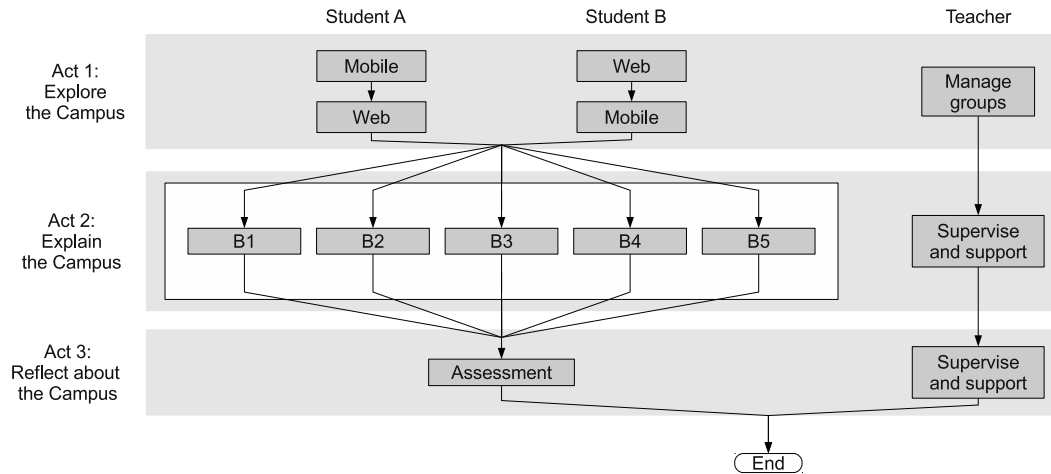 Student A
Student B
Teacher
Act 1:
Explore
the Campus
Mobile
Web
Web
Mobile
Manage
groups
Act 2:
Explain
the Campus
B1
B2
B3
B4
B5
Supervise
and support
Act 3:
Reflect about
the Campus
Assessment
Supervise
and support
End